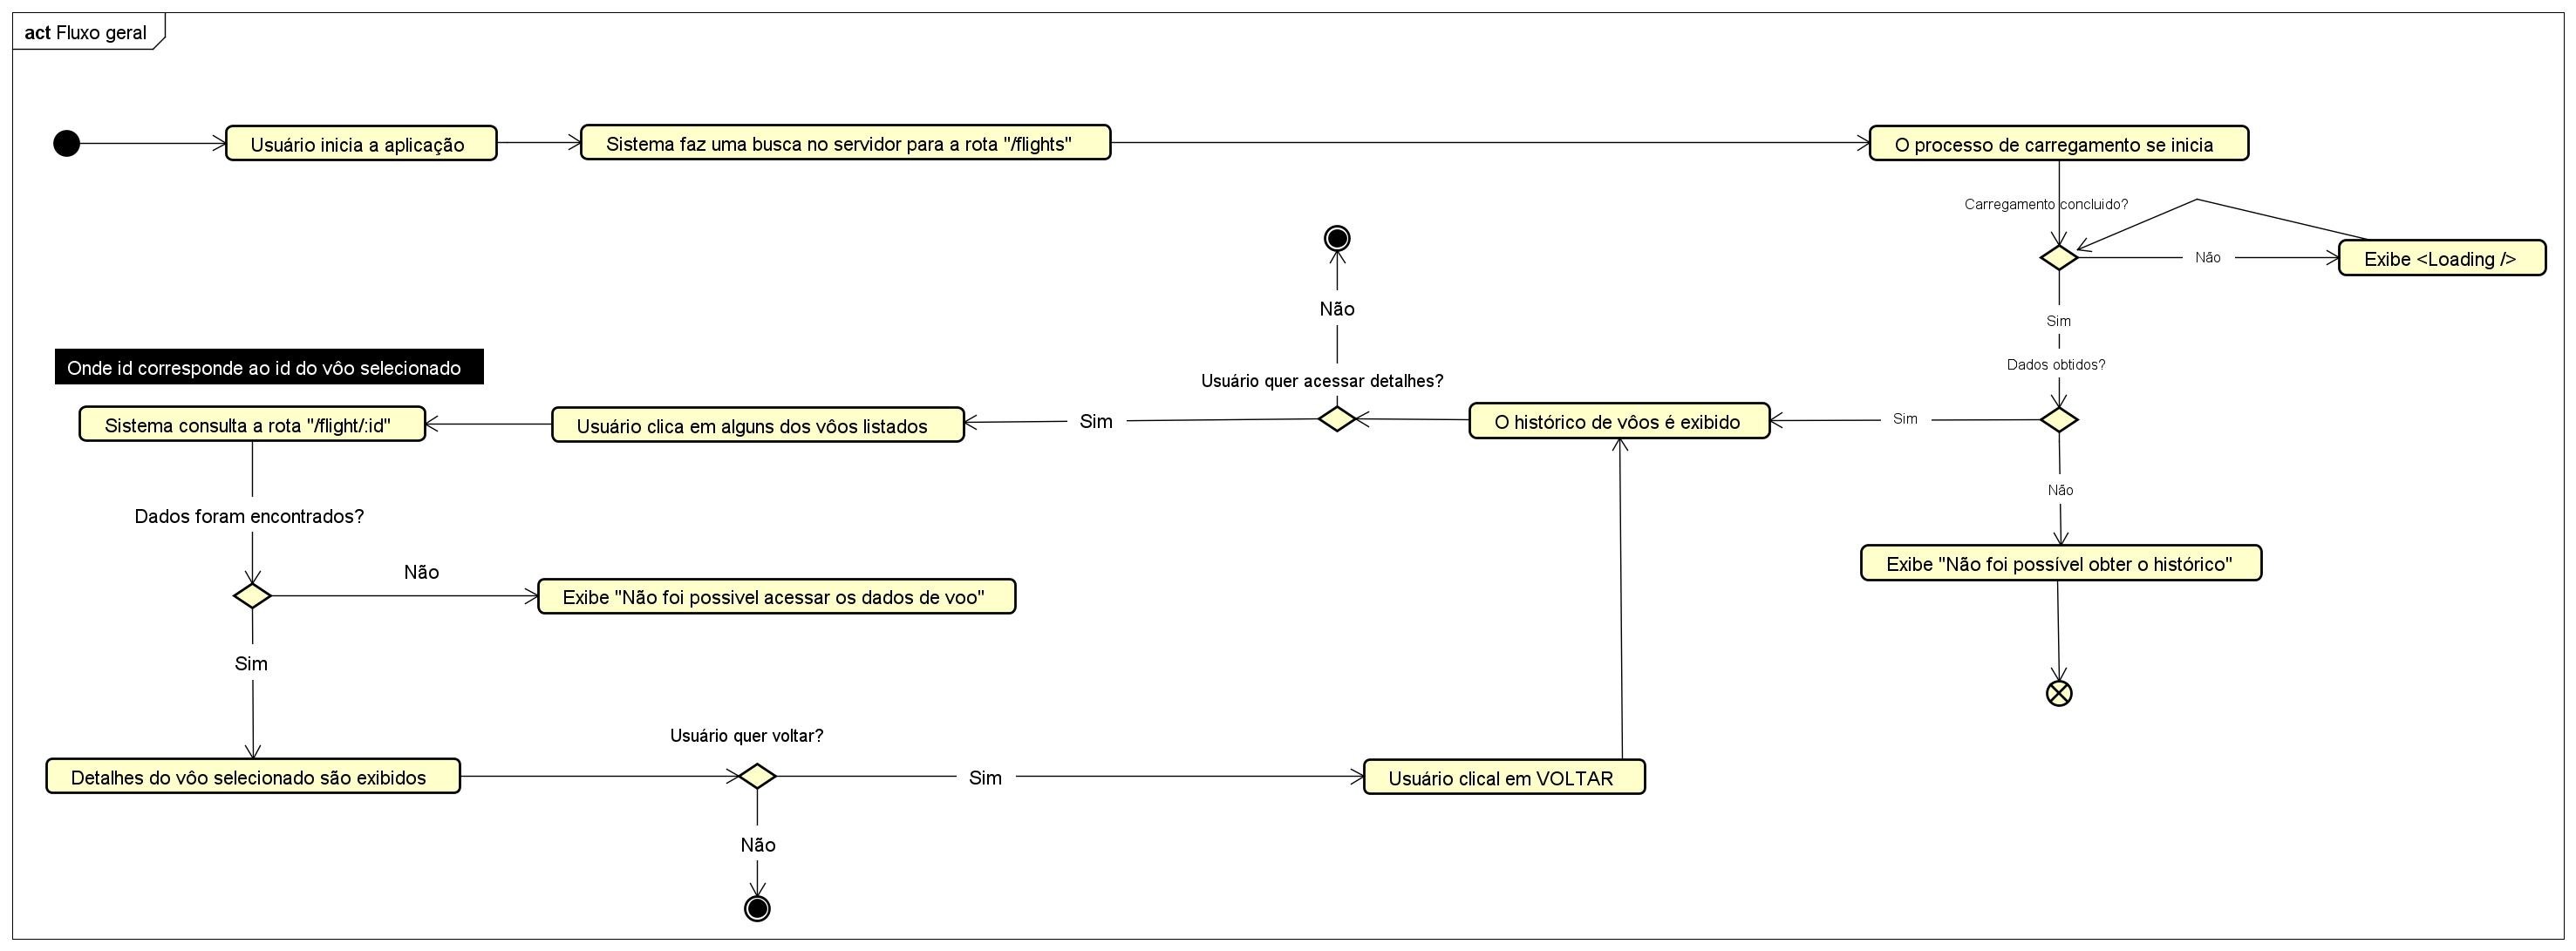 act Fluxo geral
Usuário inicia a aplicação
Sistema faz uma busca no servidor para a rota "/flights"
O processo de carregamento se inicia
Carregamento concluido?
Não
Exibe <Loading />
Sim
Dados obtidos?
Sim
Não
Exibe "Não foi possível obter o histórico"
O histórico de vôos é exibido
Usuário quer acessar detalhes?
Não
Sim
Usuário clica em alguns dos vôos listados
Onde id corresponde ao id do vôo selecionado
Sistema consulta a rota "/flight/:id"
Dados foram encontrados?
Não
Exibe "Não foi possivel acessar os dados de voo"
Sim
Detalhes do vôo selecionado são exibidos
Usuário quer voltar?
Sim
Usuário clical em VOLTAR
Não